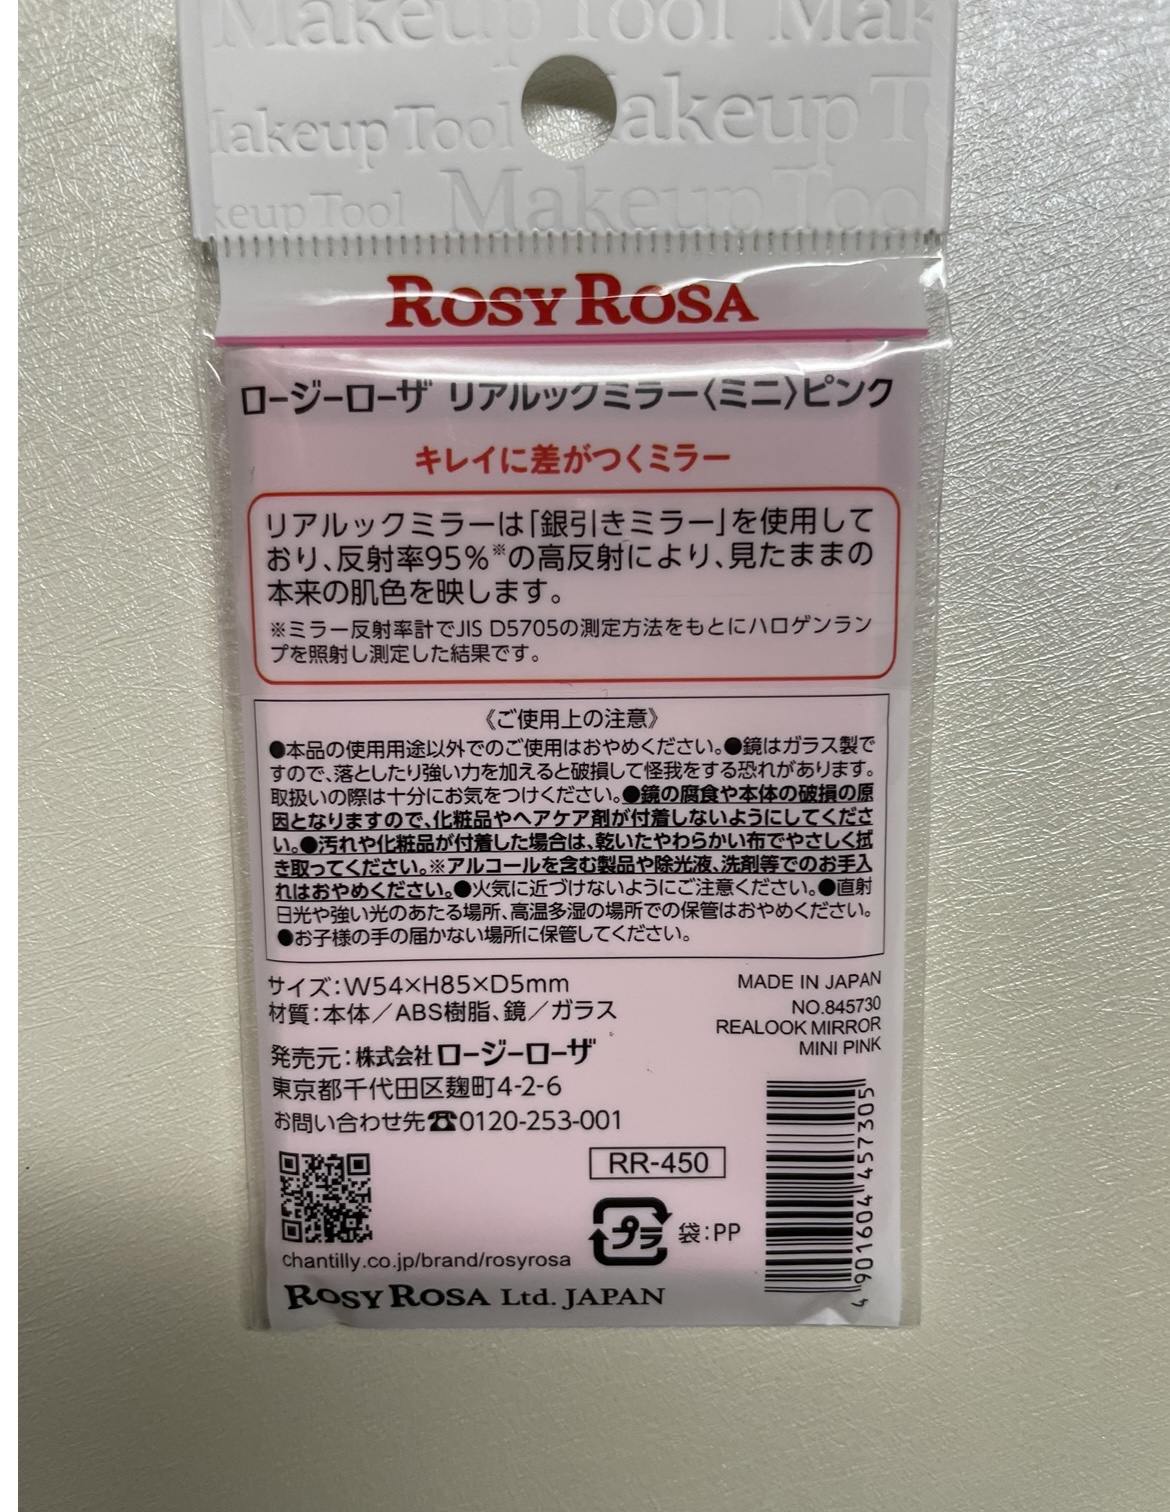 Makeup Tool Mak
Makeup Tool Makeup T
keup Tool Makeup Tool
ROSY ROSA
ロージーローザ リアルックミラー〈ミニ〉ピンク
キレイに差がつくミラー
リアルックミラーは「銀引きミラー」を使用して
おり、反射率95%※の高反射により、見たままの
本来の肌色を映します。
※ミラー反射率計でJIS D5705の測定方法をもとにハロゲンラン
プを照射し測定した結果です。
《ご使用上の注意》
●本品の使用用途以外でのご使用はおやめください。●鏡はガラス製で
すので、落としたり強い力を加えると破損して怪我をする恐れがあります。
取扱いの際は十分にお気をつけください。●鏡の腐食や本体の破損の原
因となりますので、化粧品やヘアケア剤が付着しないようにしてくださ
い。●汚れや化粧品が付着した場合は、乾いたやわらかい布でやさしく拭
き取ってください。※アルコールを含む製品や除光液、洗剤等でのお手入
れはおやめください。●火気に近づけないようにご注意ください。●直射
日光や強い光のあたる場所、高温多湿の場所での保管はおやめください。
●お子様の手の届かない場所に保管してください。
サイズ:W54×H85×D5mm
材質:本体/ABS樹脂、鏡/ガラス
発売元:株式会社ロージーローザ
東京都千代田区麹町4-2-6
お問い合わせ先☎0120-253-001
MADE IN JAPAN
NO.845730
REALOOK MIRROR
MINI PINK
RR-450
プラ 袋:PP
4901604457305
chantilly.co.jp/brand/rosyrosa
ROSY ROSA Ltd. JAPAN